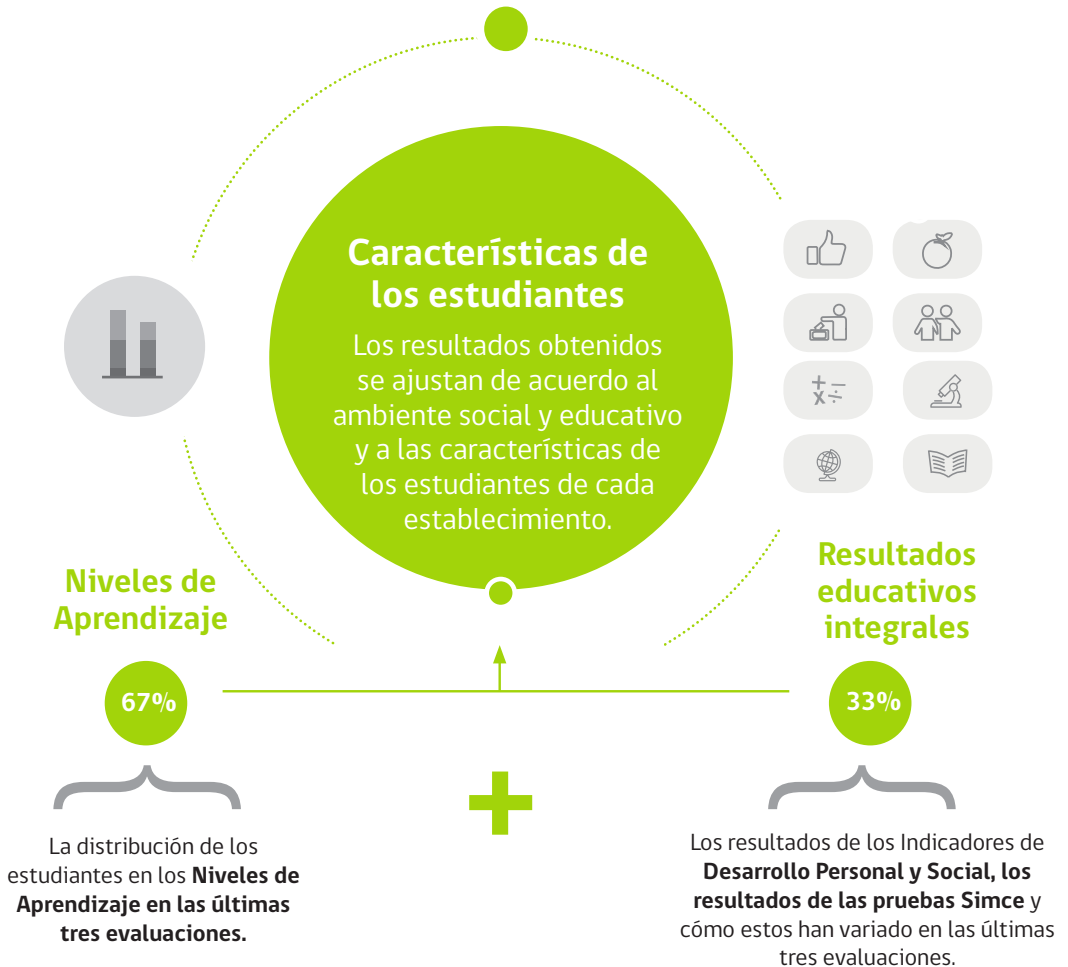 Características de
los estudiantes
Los resultados obtenidos
se ajustan de acuerdo al
ambiente social y educativo
y a las características de
los estudiantes de cada
establecimiento.
Niveles de
Aprendizaje
67%
La distribución de los
estudiantes en los Niveles de
Aprendizaje en las últimas
tres evaluaciones.
Resultados
educativos
integrales
33%
Los resultados de los Indicadores de
Desarrollo Personal y Social, los
resultados de las pruebas Simce y
cómo estos han variado en las últimas
tres evaluaciones.